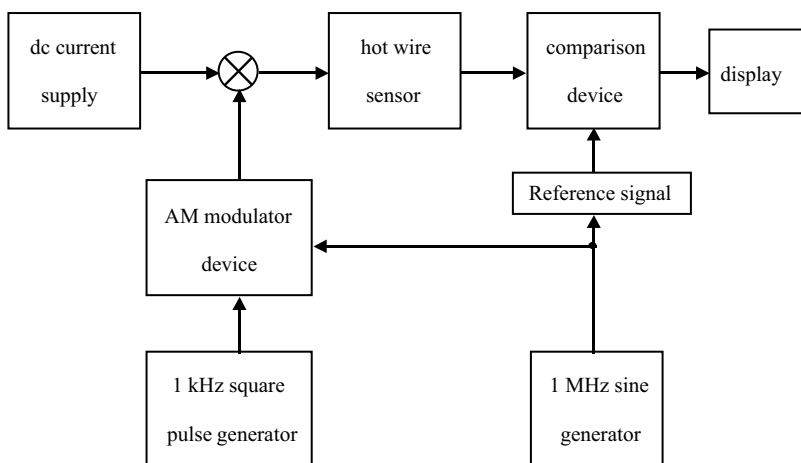 dc current
supply
hot wire
sensor
comparison
device
display
AM modulator
device
Reference signal
1 kHz square
pulse generator
1 MHz sine
generator